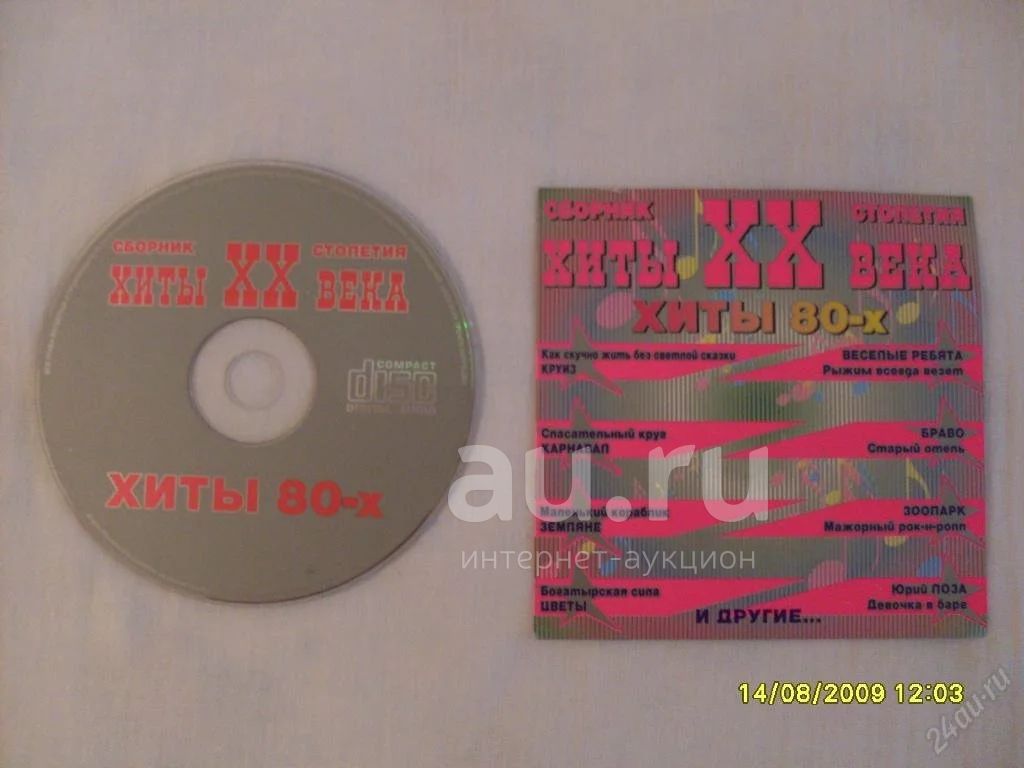 СБОРНИК XX СТОЛЕТИЯ
ХИТЫ ВЕКА
COMPACT
disc
DIGITAL AUDIO
ХИТЫ 80-х
СБОРНИК XX СТОЛЕТИЯ
ХИТЫ ВЕКА
ХИТЫ 80-х
Как скучно жить без светлой сказки
КРУИЗ
ВЕСЕЛЫЕ РЕБЯТА
Рыжим всегда везет
Спасательный круг
КАРНАВАЛ
БРАВО
Старый отель
Маленький кораблик
ЗЕМЛЯНЕ
ЗООПАРК
Мажорный рок-н-ролл
Богатырская сила
ЦВЕТЫ
Юрий ЛОЗА
Девочка в баре
И ДРУГИЕ...
au.ru
интернет-аукцион
14/08/2009 12:03
24au.ru